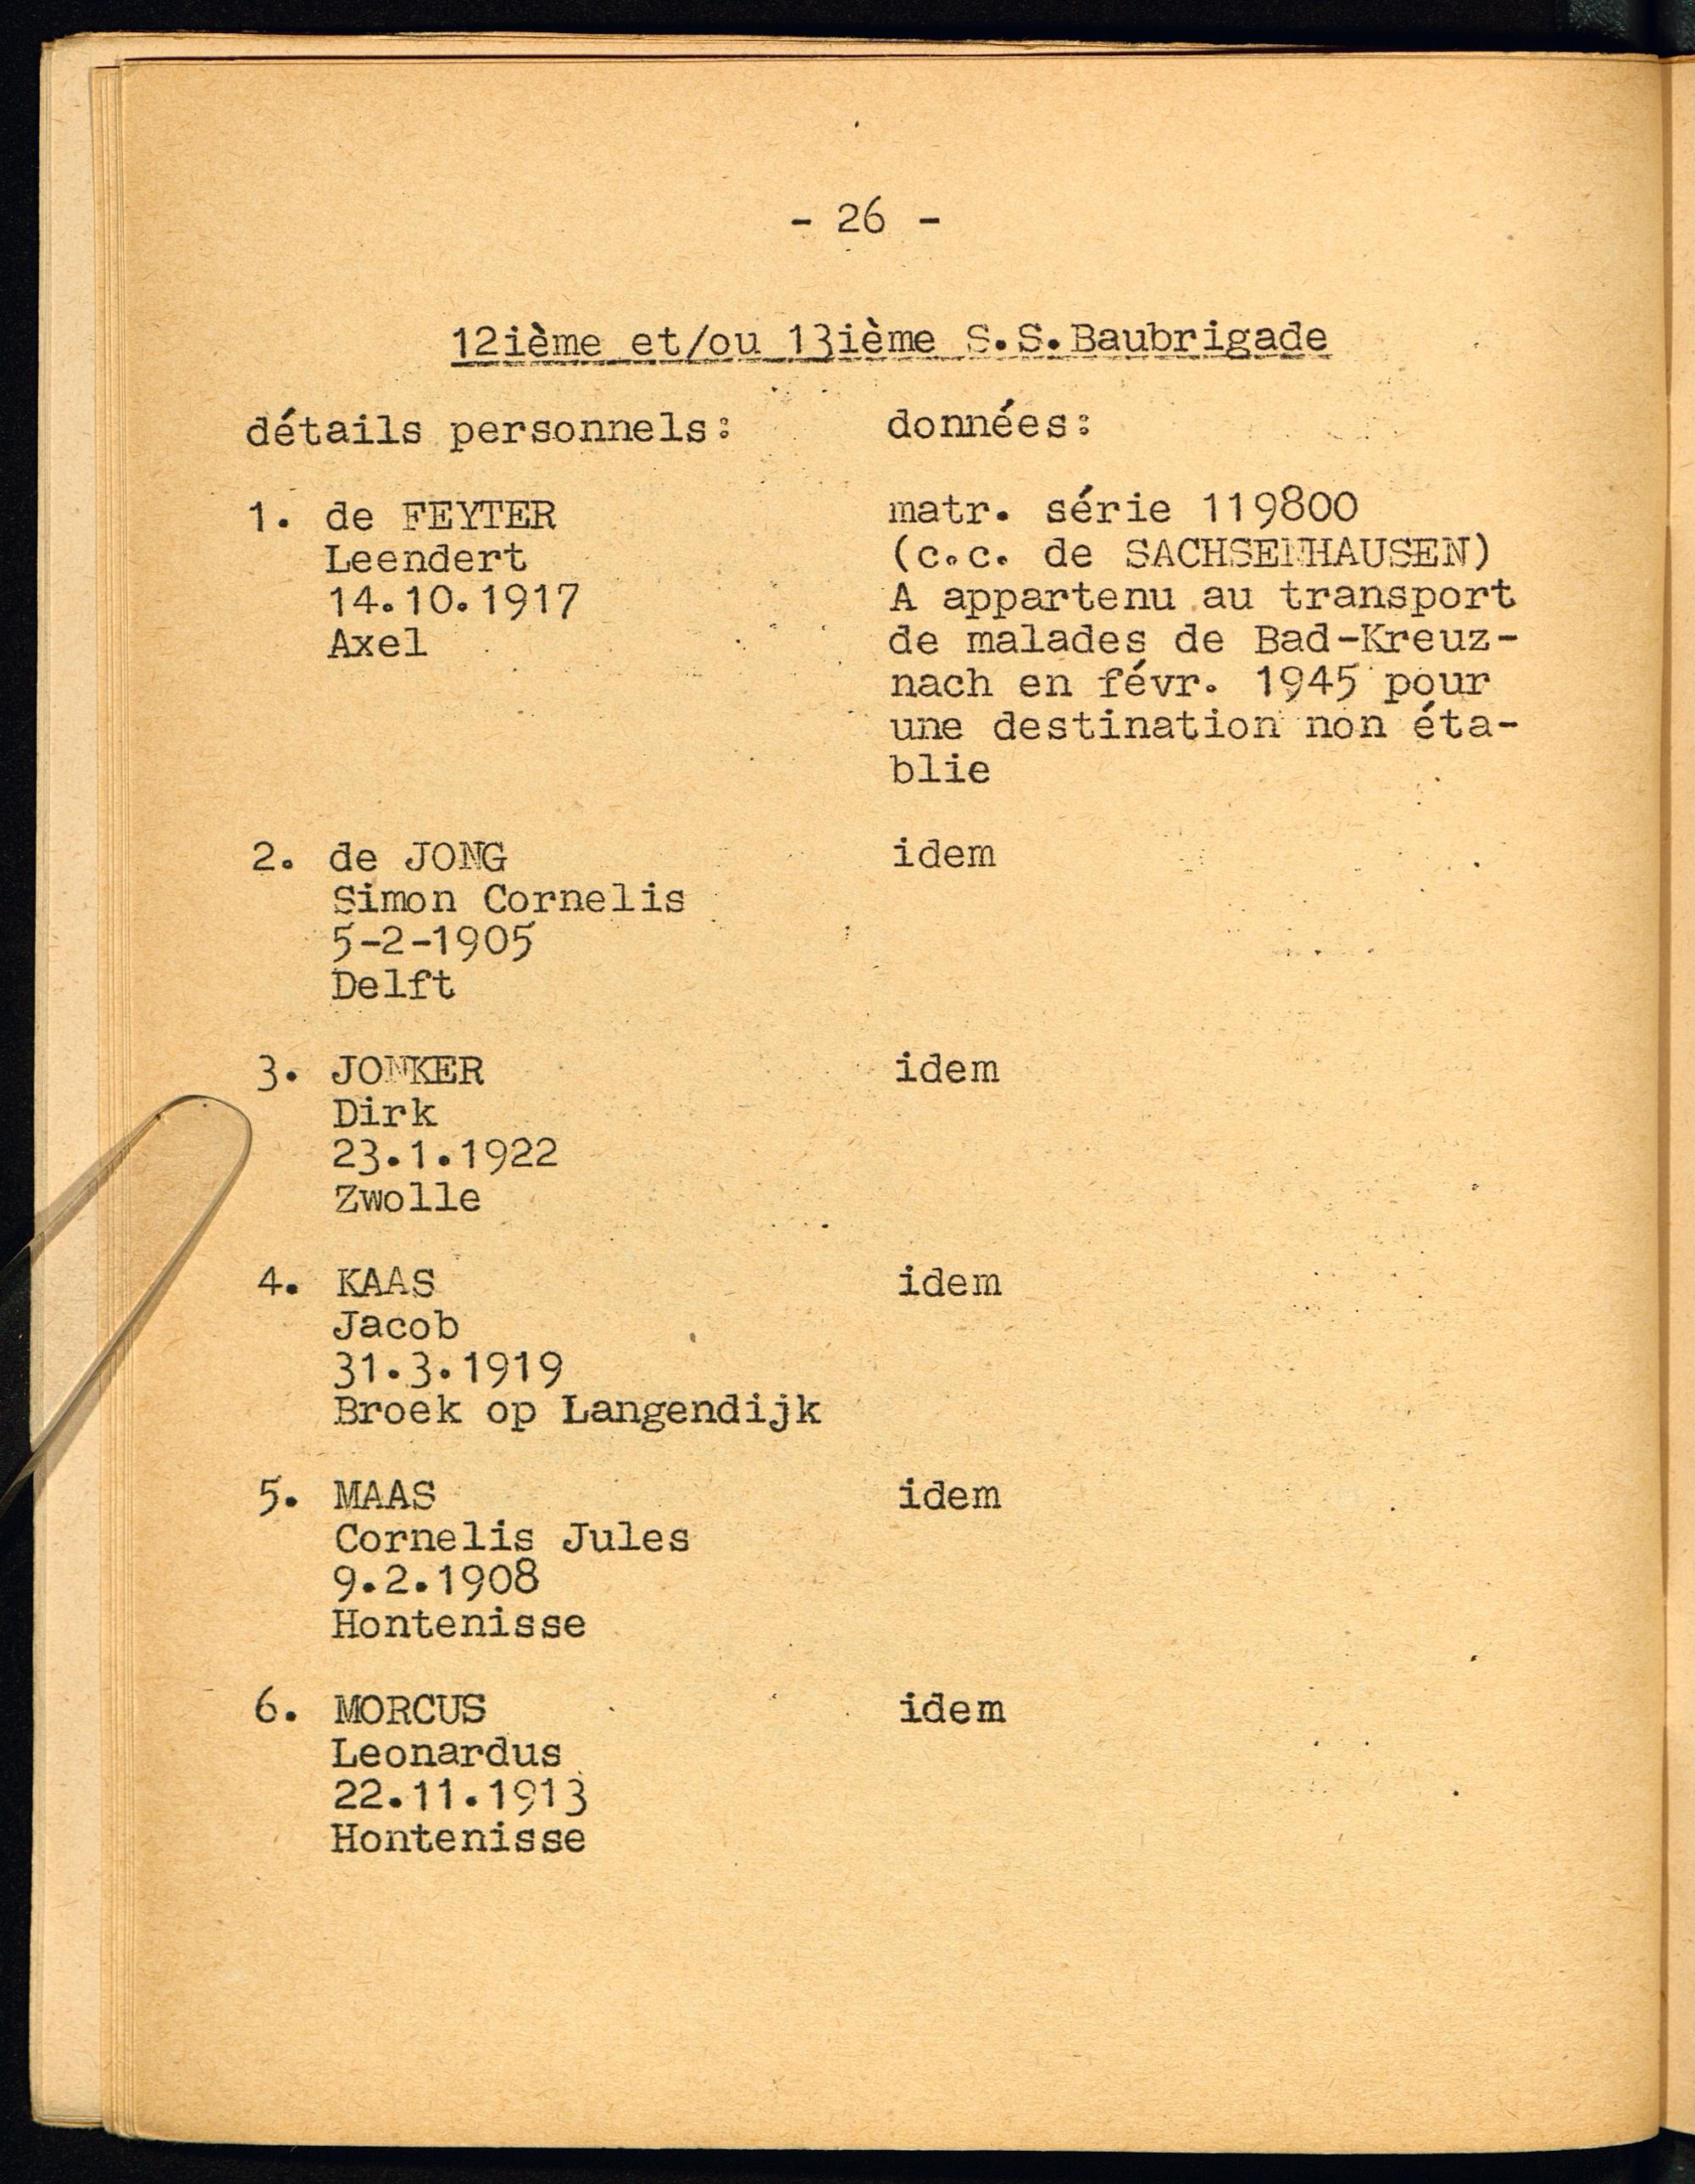 - 26 -
12ième et/ou 13ième S.S.Baubrigade
détails personnels: données:
1. de FEYTER matr. série 119800
Leendert (c.c. de SACHSENHAUSEN)
14.10.1917 A appartenu au transport
Axel de malades de Bad-Kreuz-
nach en févr. 1945 pour
une destination non éta-
blie
2. de JONG idem
Simon Cornelis
5-2-1905
Delft
3. JONKER idem
Dirk
23.1.1922
Zwolle
4. KAAS idem
Jacob
31.3.1919
Broek op Langendijk
5. MAAS idem
Cornelis Jules
9.2.1908
Hontenisse
6. MORCUS idem
Leonardus
22.11.1913
Hontenisse